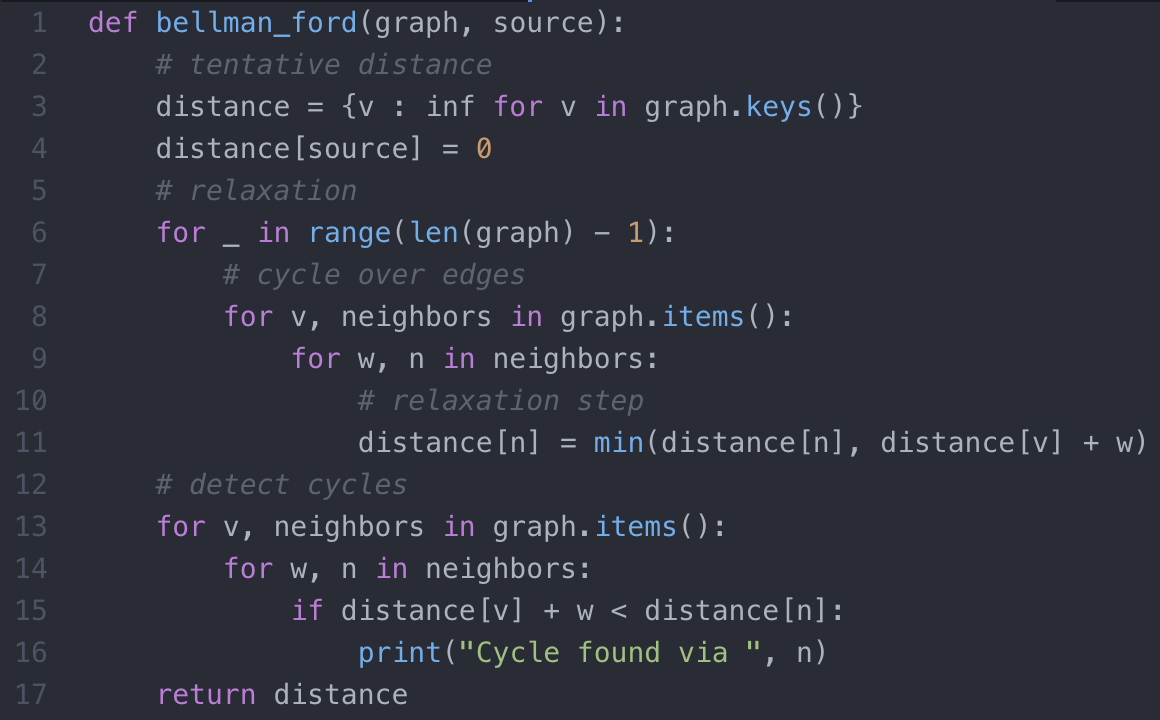 1 def bellman_ford(graph, source):
2     # tentative distance
3     distance = {v : inf for v in graph.keys()}
4     distance[source] = 0
5     # relaxation
6     for _ in range(len(graph) - 1):
7         # cycle over edges
8         for v, neighbors in graph.items():
9             for w, n in neighbors:
10                 # relaxation step
11                 distance[n] = min(distance[n], distance[v] + w)
12     # detect cycles
13     for v, neighbors in graph.items():
14         for w, n in neighbors:
15             if distance[v] + w < distance[n]:
16                 print("Cycle found via ", n)
17     return distance